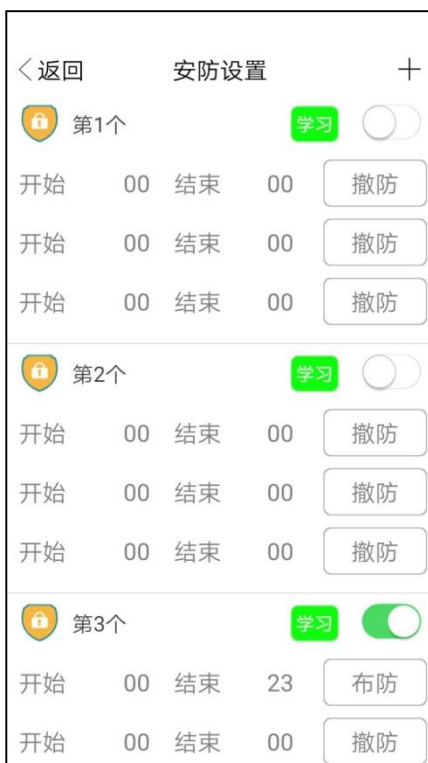 返回 安防设置 +
第1个 学习
开始 00 结束 00 撤防
开始 00 结束 00 撤防
开始 00 结束 00 撤防
第2个 学习
开始 00 结束 00 撤防
开始 00 结束 00 撤防
开始 00 结束 00 撤防
第3个 学习
开始 00 结束 23 布防
开始 00 结束 00 撤防